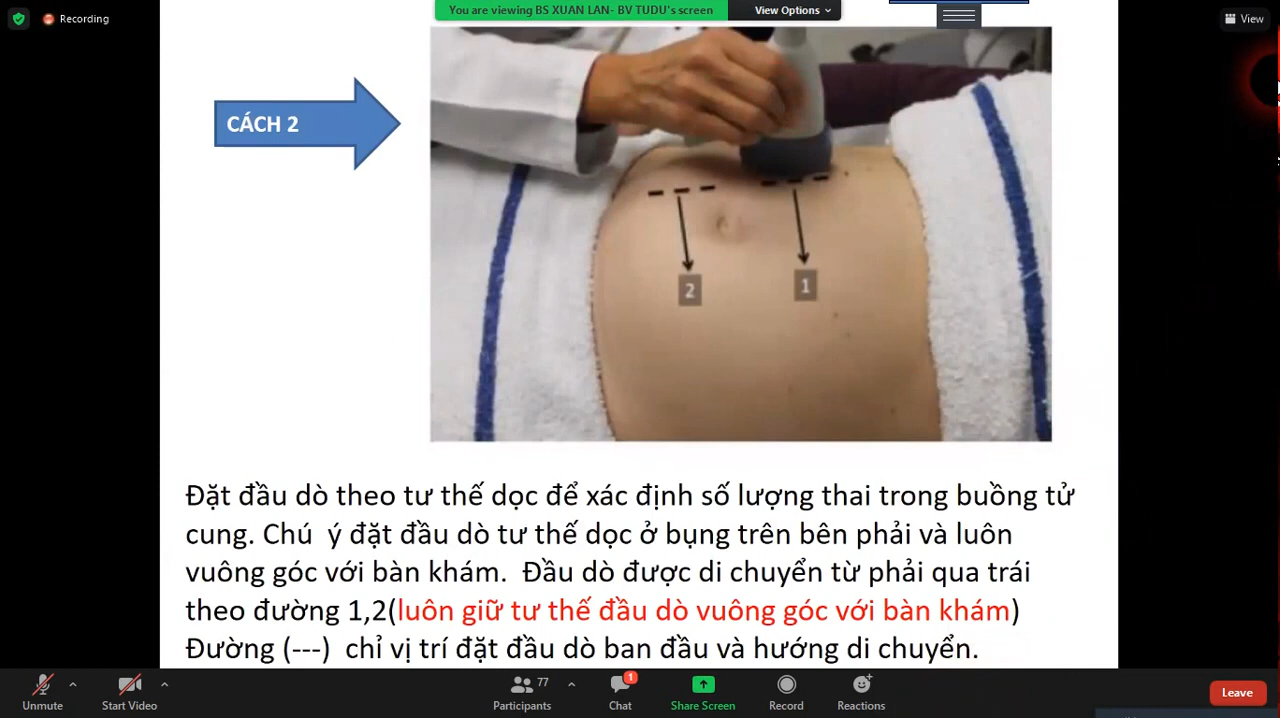 Recording
You are viewing BS XUAN LAN- BV TUDU's screen
View Options
View
CÁCH 2
2
1
Đặt đầu dò theo tư thế dọc để xác định số lượng thai trong buồng tử
cung. Chú ý đặt đầu dò tư thế dọc ở bụng trên bên phải và luôn
vuông góc với bàn khám. Đầu dò được di chuyển từ phải qua trái
theo đường 1,2(luôn giữ tư thế đầu dò vuông góc với bàn khám)
Đường (---) chỉ vị trí đặt đầu dò ban đầu và hướng di chuyển.
Unmute
Start Video
77
Participants
1
Chat
Share Screen
Record
Reactions
Leave